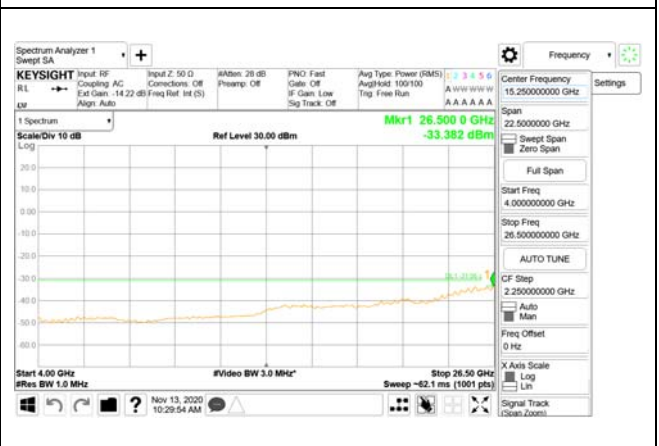 Spectrum Analyzer 1
Swept SA
Frequency
KEYSIGHT
RL
Input: RF
Coupling: AC
Ext Gain: -14.22 dB
Align: Auto
Input Z: 50 Ω
Corrections: Off
Freq Ref: Int (S)
#Atten: 28 dB
Preamp: Off
PNO: Fast
Gate: Off
IF Gain: Low
Sig Track: Off
Avg Type: Power (RMS)
Avg|Hold: 100/100
Trig: Free Run
1 2 3 4 5 6
A W W W W W
A A A A A A
1 Spectrum
Scale/Div 10 dB
Ref Level 30.00 dBm
Mkr1 26.500 0 GHz
-33.382 dBm
Log
20.0
10.0
0.00
-10.0
-20.0
-30.0
-40.0
-50.0
-60.0
1
Start 4.00 GHz
#Video BW 3.0 MHz*
Stop 26.50 GHz
#Res BW 1.0 MHz
Sweep ~62.1 ms (1001 pts)
Nov 13, 2020
10:29:54 AM
Center Frequency
15.250000000 GHz
Settings
Span
22.5000000000 GHz
Swept Span
Zero Span
Full Span
Start Freq
4.000000000 GHz
Stop Freq
26.500000000 GHz
AUTO TUNE
CF Step
2.250000000 GHz
Auto
Man
Freq Offset
0 Hz
X Axis Scale
Log
Lin
Signal Track
(Span Zoom)